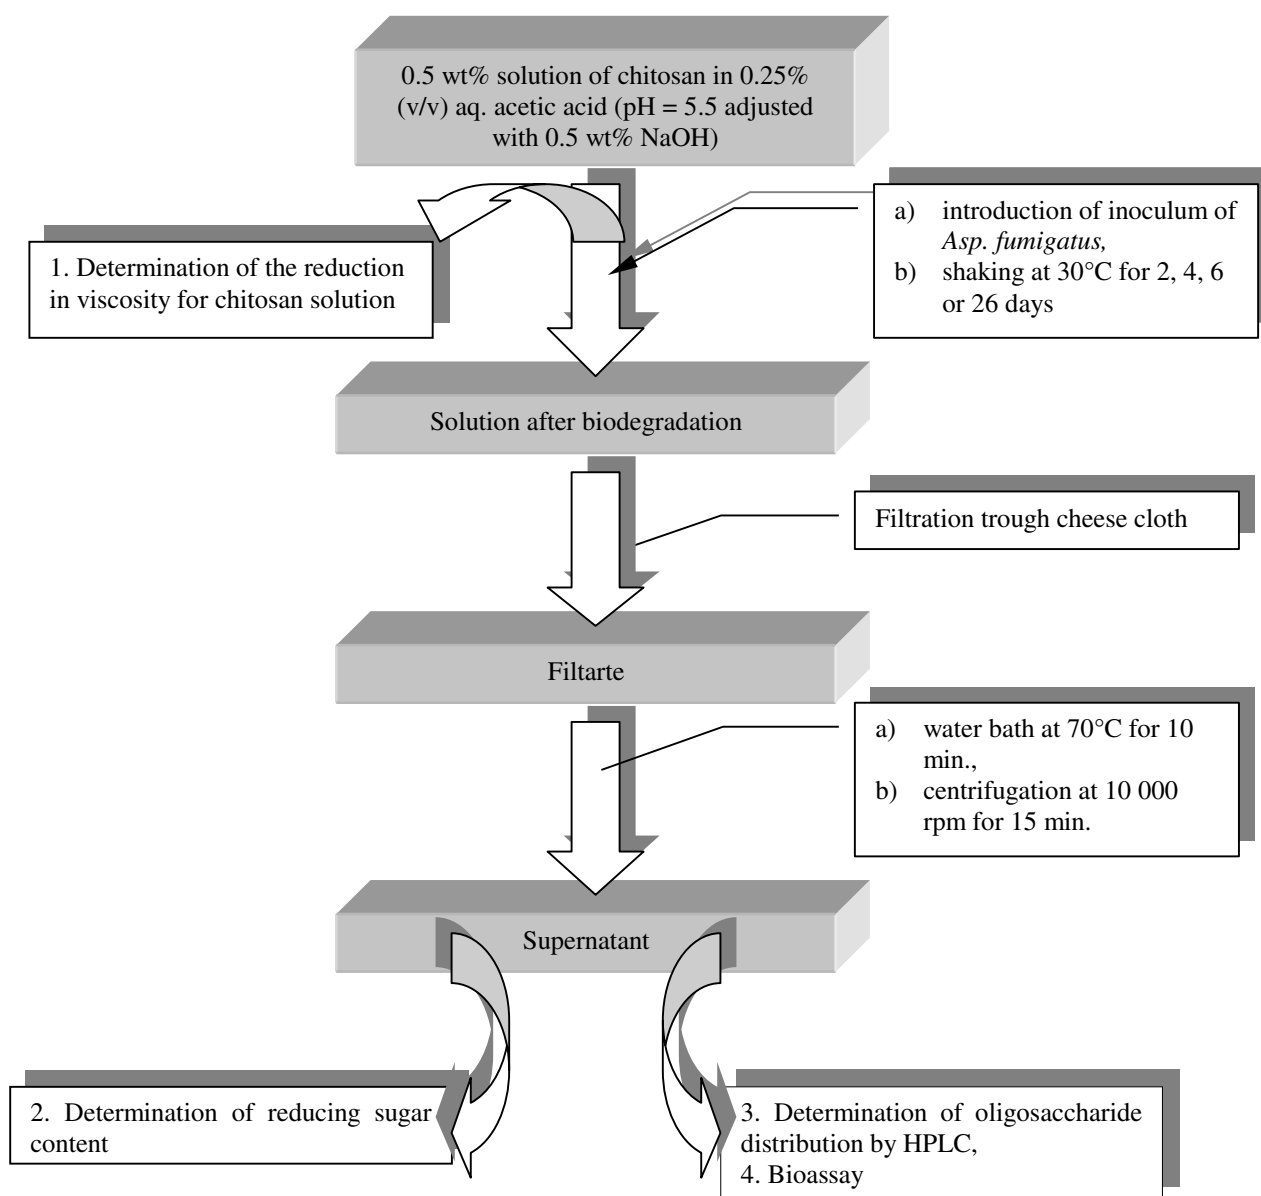 0.5 wt% solution of chitosan in 0.25%
(v/v) aq. acetic acid (pH = 5.5 adjusted
with 0.5 wt% NaOH)
a) introduction of inoculum of
Asp. fumigatus,
b) shaking at 30°C for 2, 4, 6
or 26 days
1. Determination of the reduction
in viscosity for chitosan solution
Solution after biodegradation
Filtration trough cheese cloth
Filtarte
a) water bath at 70°C for 10
min.,
b) centrifugation at 10 000
rpm for 15 min.
Supernatant
2. Determination of reducing sugar
content
3. Determination of oligosaccharide
distribution by HPLC,
4. Bioassay